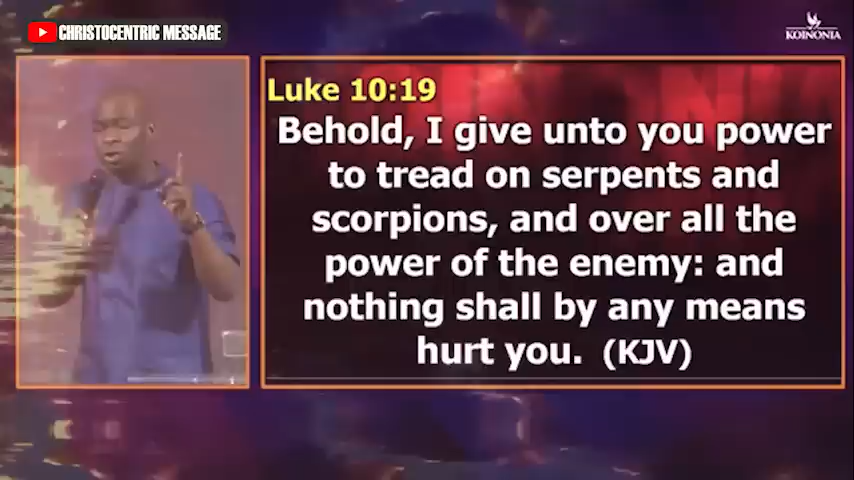 CHRISTOCENTRIC MESSAGE
KOINONIA
Luke 10:19
Behold, I give unto you power
to tread on serpents and
scorpions, and over all the
power of the enemy: and
nothing shall by any means
hurt you. (KJV)